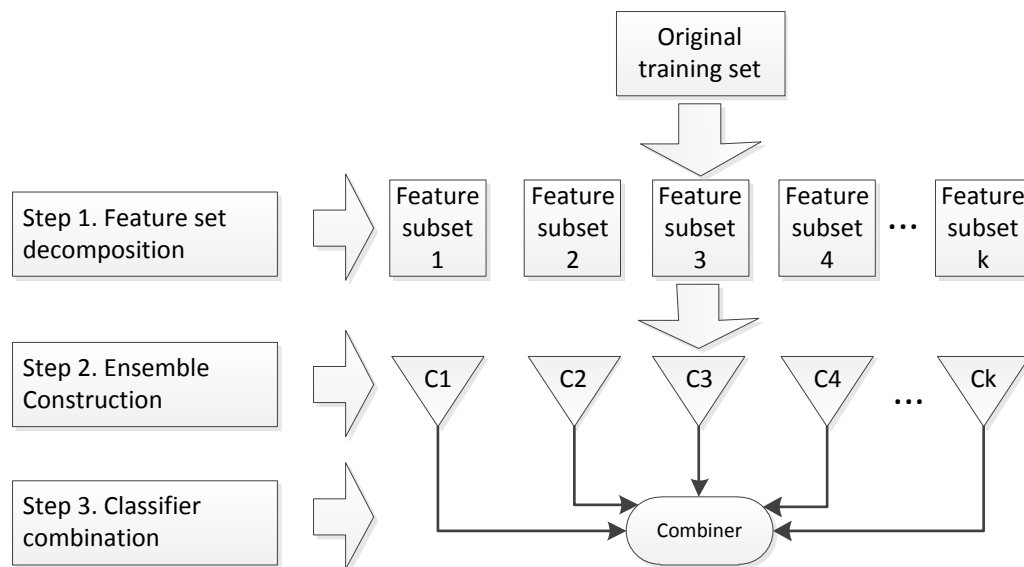 Original
training set
Step 1. Feature set
decomposition
Feature
subset
1
Feature
subset
2
Feature
subset
3
Feature
subset
4
...
Feature
subset
k
Step 2. Ensemble
Construction
C1
C2
C3
C4
...
Ck
Step 3. Classifier
combination
Combiner